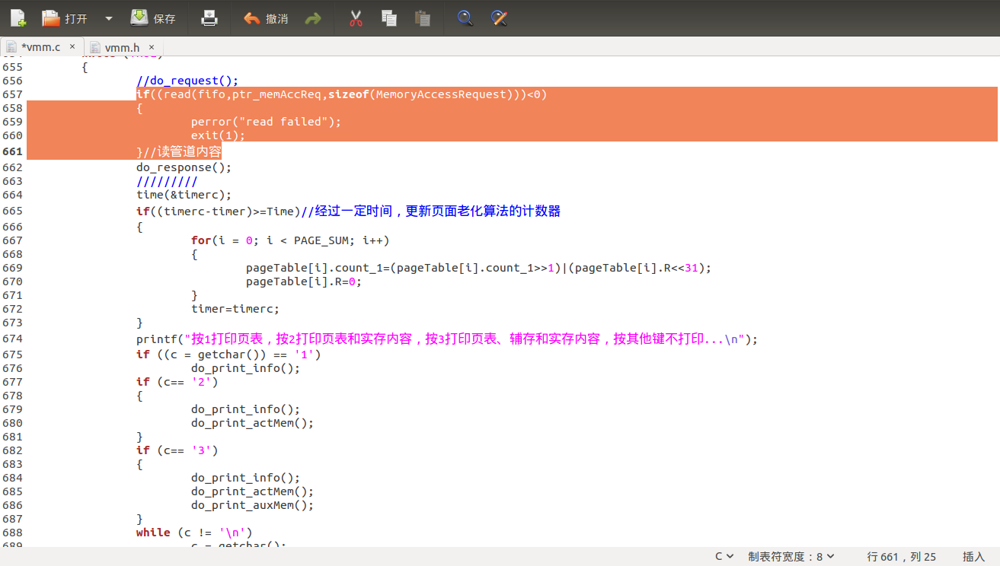 打开 保存 撤消
*vmm.c × vmm.h ×
655 {
656 //do_request();
657 if((read(fifo,ptr_memAccReq,sizeof(MemoryAccessRequest)))<0)
658 {
659 perror("read failed");
660 exit(1);
661 }//读管道内容
662 do_response();
663 /////////
664 time(&timerc);
665 if((timerc-timer)>=Time)//经过一定时间，更新页面老化算法的计数器
666 {
667 for(i = 0; i < PAGE_SUM; i++)
668 {
669 pageTable[i].count_1=(pageTable[i].count_1>>1)|(pageTable[i].R<<31);
670 pageTable[i].R=0;
671 }
672 timer=timerc;
673 }
674 printf("按1打印页表，按2打印页表和实存内容，按3打印页表、辅存和实存内容，按其他键不打印...\n");
675 if ((c = getchar()) == '1')
676 do_print_info();
677 if (c== '2')
678 {
679 do_print_info();
680 do_print_actMem();
681 }
682 if (c== '3')
683 {
684 do_print_info();
685 do_print_actMem();
686 do_print_auxMem();
687 }
688 while (c != '\n')
689 c = getchar();
C 制表符宽度：8 行 661，列 25 插入